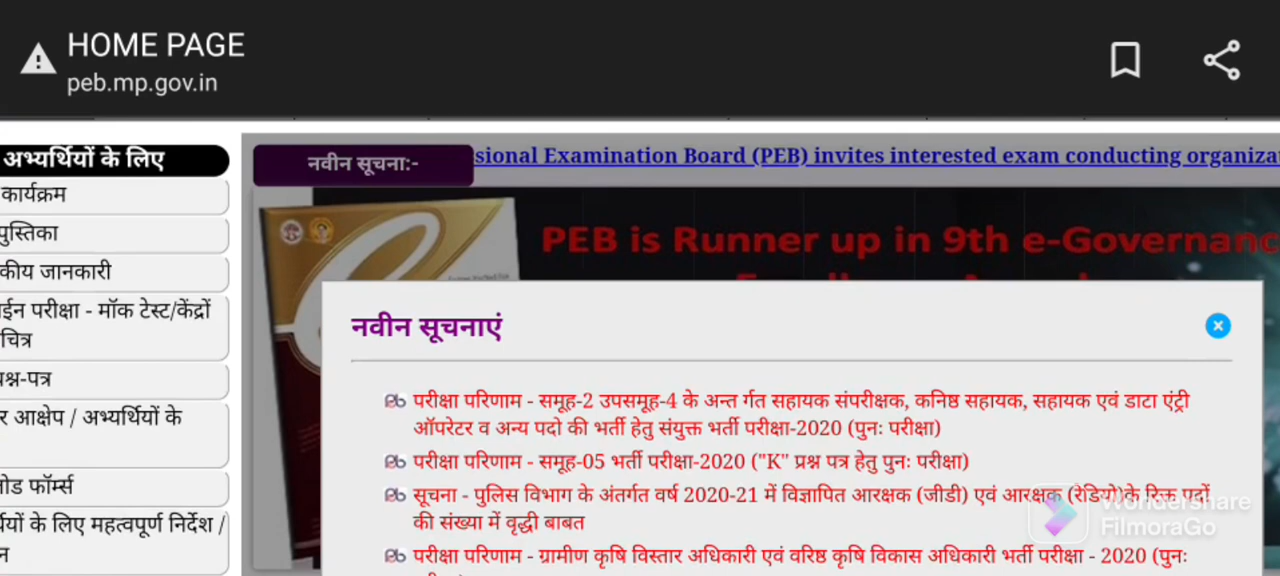 HOME PAGE
peb.mp.gov.in
अभ्यर्थियों के लिए
कार्यक्रम
पुस्तिका
कीय जानकारी
ईन परीक्षा - मॉक टेस्ट/केंद्रों
चित्र
श्न-पत्र
र आक्षेप / अभ्यर्थियों के
लोड फॉर्म्स
र्थियों के लिए महत्वपूर्ण निर्देश /
न
नवीन सूचना:-
sional Examination Board (PEB) invites interested exam conducting organiza
PEB is Runner up in 9th e-Governanc
नवीन सूचनाएं
परीक्षा परिणाम - समूह-2 उपसमूह-4 के अन्त र्गत सहायक संपरीक्षक, कनिष्ठ सहायक, सहायक एवं डाटा एंट्री
ऑपरेटर व अन्य पदो की भर्ती हेतु संयुक्त भर्ती परीक्षा-2020 (पुनः परीक्षा)
परीक्षा परिणाम - समूह-05 भर्ती परीक्षा-2020 ("K" प्रश्न पत्र हेतु पुनः परीक्षा)
सूचना - पुलिस विभाग के अंतर्गत वर्ष 2020-21 में विज्ञापित आरक्षक (जीडी) एवं आरक्षक (रेडियो)के रिक्त पदों
की संख्या में वृद्धी बाबत
परीक्षा परिणाम - ग्रामीण कृषि विस्तार अधिकारी एवं वरिष्ठ कृषि विकास अधिकारी भर्ती परीक्षा - 2020 (पुनः
Wondershare
FilmoraGo